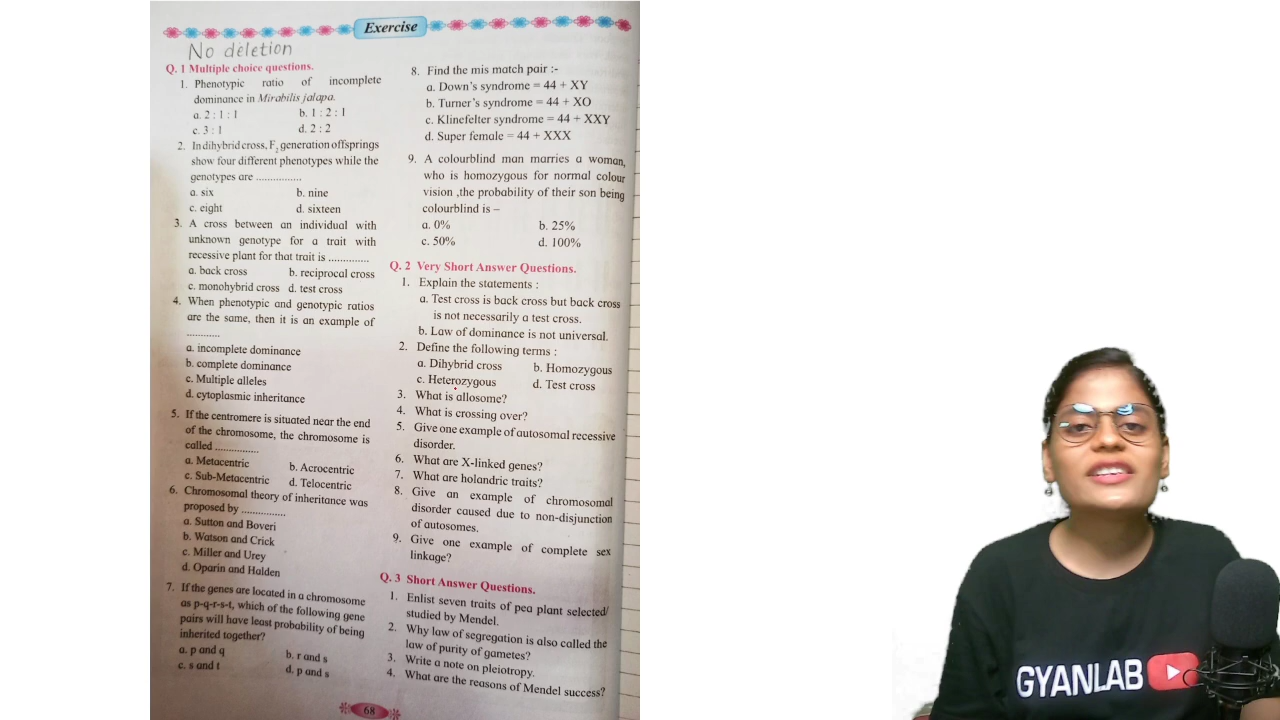 Exercise
No deletion
Q. 1 Multiple choice questions.
1. Phenotypic ratio of incomplete
dominance in Mirabilis jalapa.
a. 2 : 1 : 1 b. 1 : 2 : 1
c. 3 : 1 d. 2 : 2
2. In dihybrid cross, F2 generation offsprings
show four different phenotypes while the
genotypes are ................
a. six b. nine
c. eight d. sixteen
3. A cross between an individual with
unknown genotype for a trait with
recessive plant for that trait is ..............
a. back cross b. reciprocal cross
c. monohybrid cross d. test cross
4. When phenotypic and genotypic ratios
are the same, then it is an example of
............
a. incomplete dominance
b. complete dominance
c. Multiple alleles
d. cytoplasmic inheritance
5. If the centromere is situated near the end
of the chromosome, the chromosome is
called ...............
a. Metacentric b. Acrocentric
c. Sub-Metacentric d. Telocentric
6. Chromosomal theory of inheritance was
proposed by ...............
a. Sutton and Boveri
b. Watson and Crick
c. Miller and Urey
d. Oparin and Halden
7. If the genes are located in a chromosome
as p-q-r-s-t, which of the following gene
pairs will have least probability of being
inherited together?
a. p and q b. r and s
c. s and t d. p and s
8. Find the mis match pair :-
a. Down's syndrome = 44 + XY
b. Turner's syndrome = 44 + XO
c. Klinefelter syndrome = 44 + XXY
d. Super female = 44 + XXX
9. A colourblind man marries a woman,
who is homozygous for normal colour
vision ,the probability of their son being
colourblind is –
a. 0% b. 25%
c. 50% d. 100%
Q. 2 Very Short Answer Questions.
1. Explain the statements :
a. Test cross is back cross but back cross
is not necessarily a test cross.
b. Law of dominance is not universal.
2. Define the following terms :
a. Dihybrid cross b. Homozygous
c. Heterozygous d. Test cross
3. What is allosome?
4. What is crossing over?
5. Give one example of autosomal recessive
disorder.
6. What are X-linked genes?
7. What are holandric traits?
8. Give an example of chromosomal
disorder caused due to non-disjunction
of autosomes.
9. Give one example of complete sex
linkage?
Q. 3 Short Answer Questions.
1. Enlist seven traits of pea plant selected/
studied by Mendel.
2. Why law of segregation is also called the
law of purity of gametes?
3. Write a note on pleiotropy.
4. What are the reasons of Mendel success?
68
GYANLAB